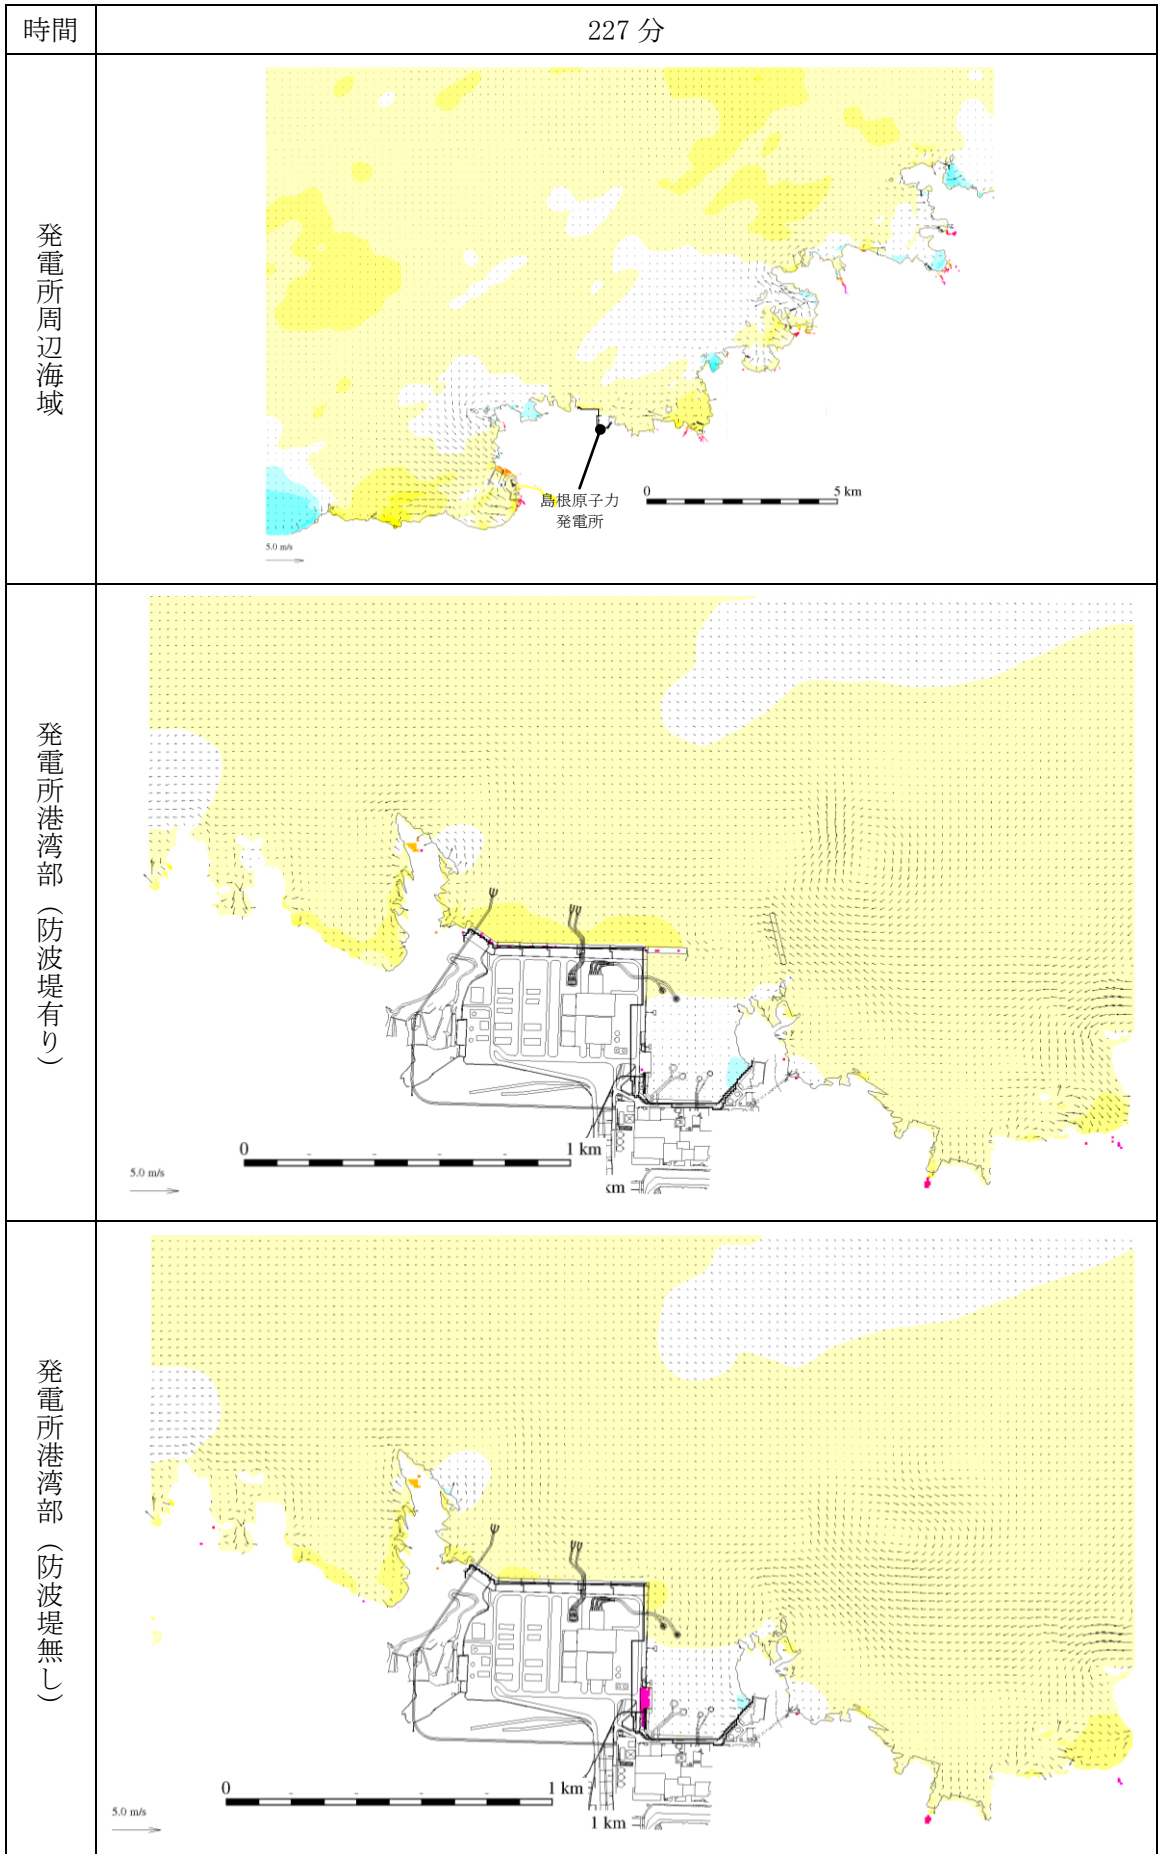 時間
227 分
発電所周辺海域
島根原子力
発電所
0
5 km
5.0 m/s
発電所港湾部（防波堤有り）
0
1 km
km
5.0 m/s
発電所港湾部（防波堤無し）
0
1 km
1 km
5.0 m/s